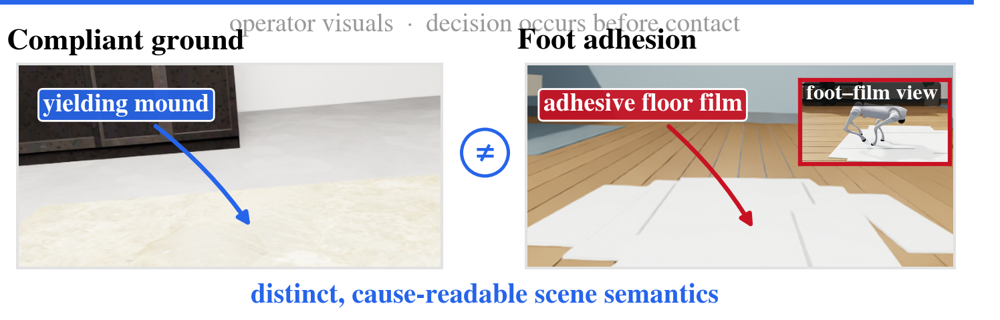 operator visuals · decision occurs before contact
Compliant ground
Foot adhesion
yielding mound
≠
adhesive floor film
foot–film view
distinct, cause-readable scene semantics